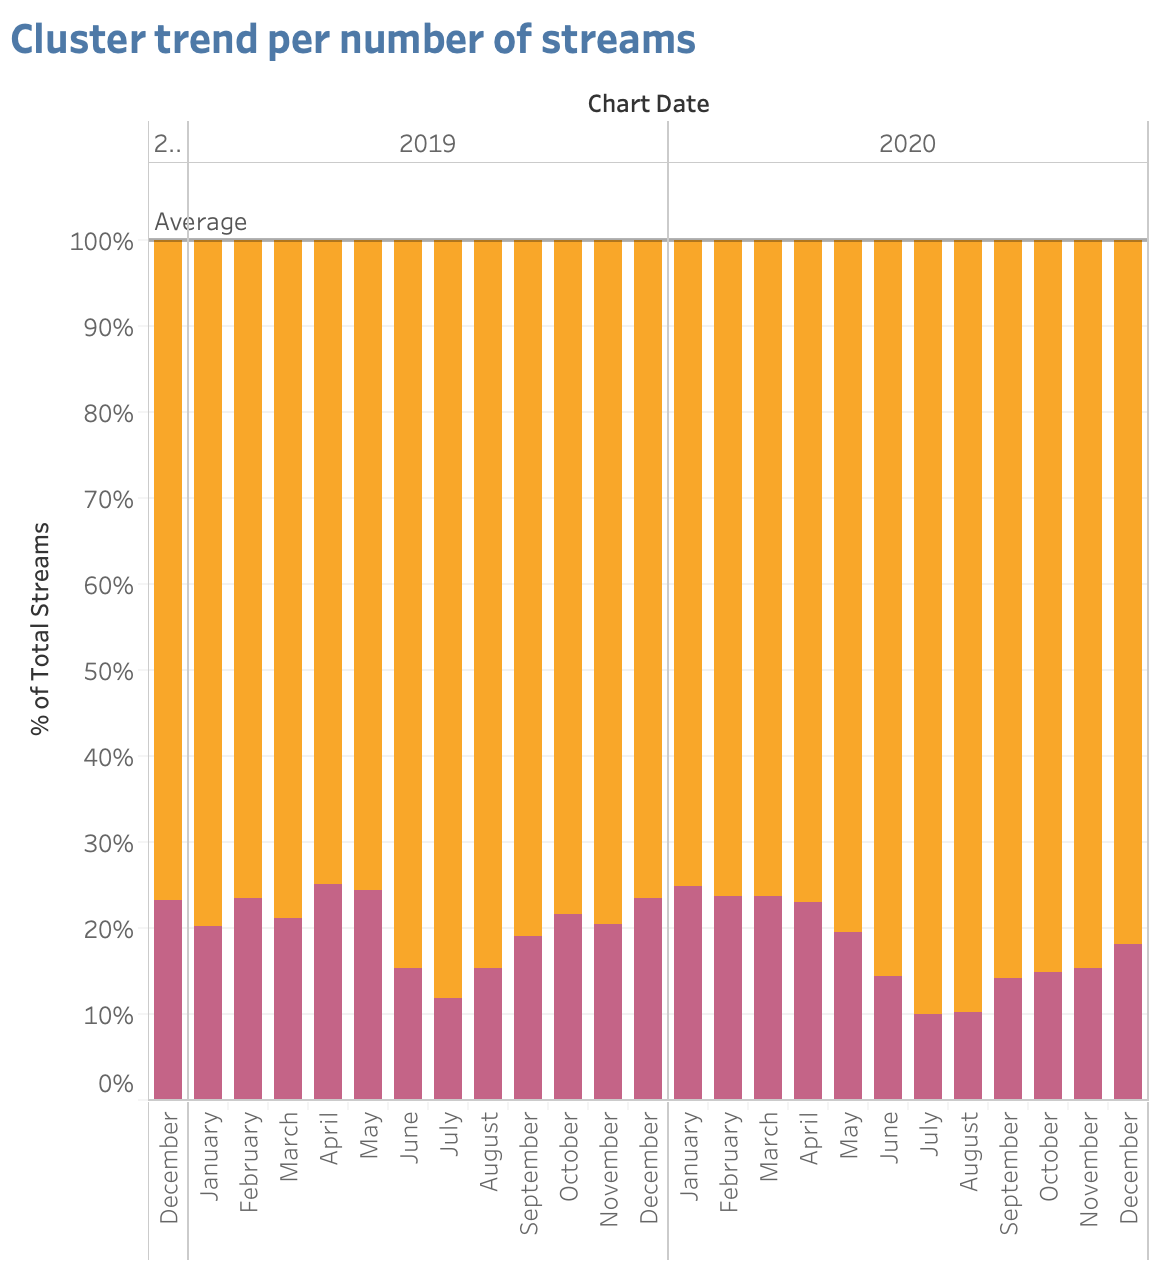 Cluster trend per number of streams
Chart Date
2.. 2019 2020
Average
100%
90%
80%
70%
60%
50%
40%
30%
20%
10%
0%
% of Total Streams
December January February March April May June July August September October November December January February March April May June July August September October November December